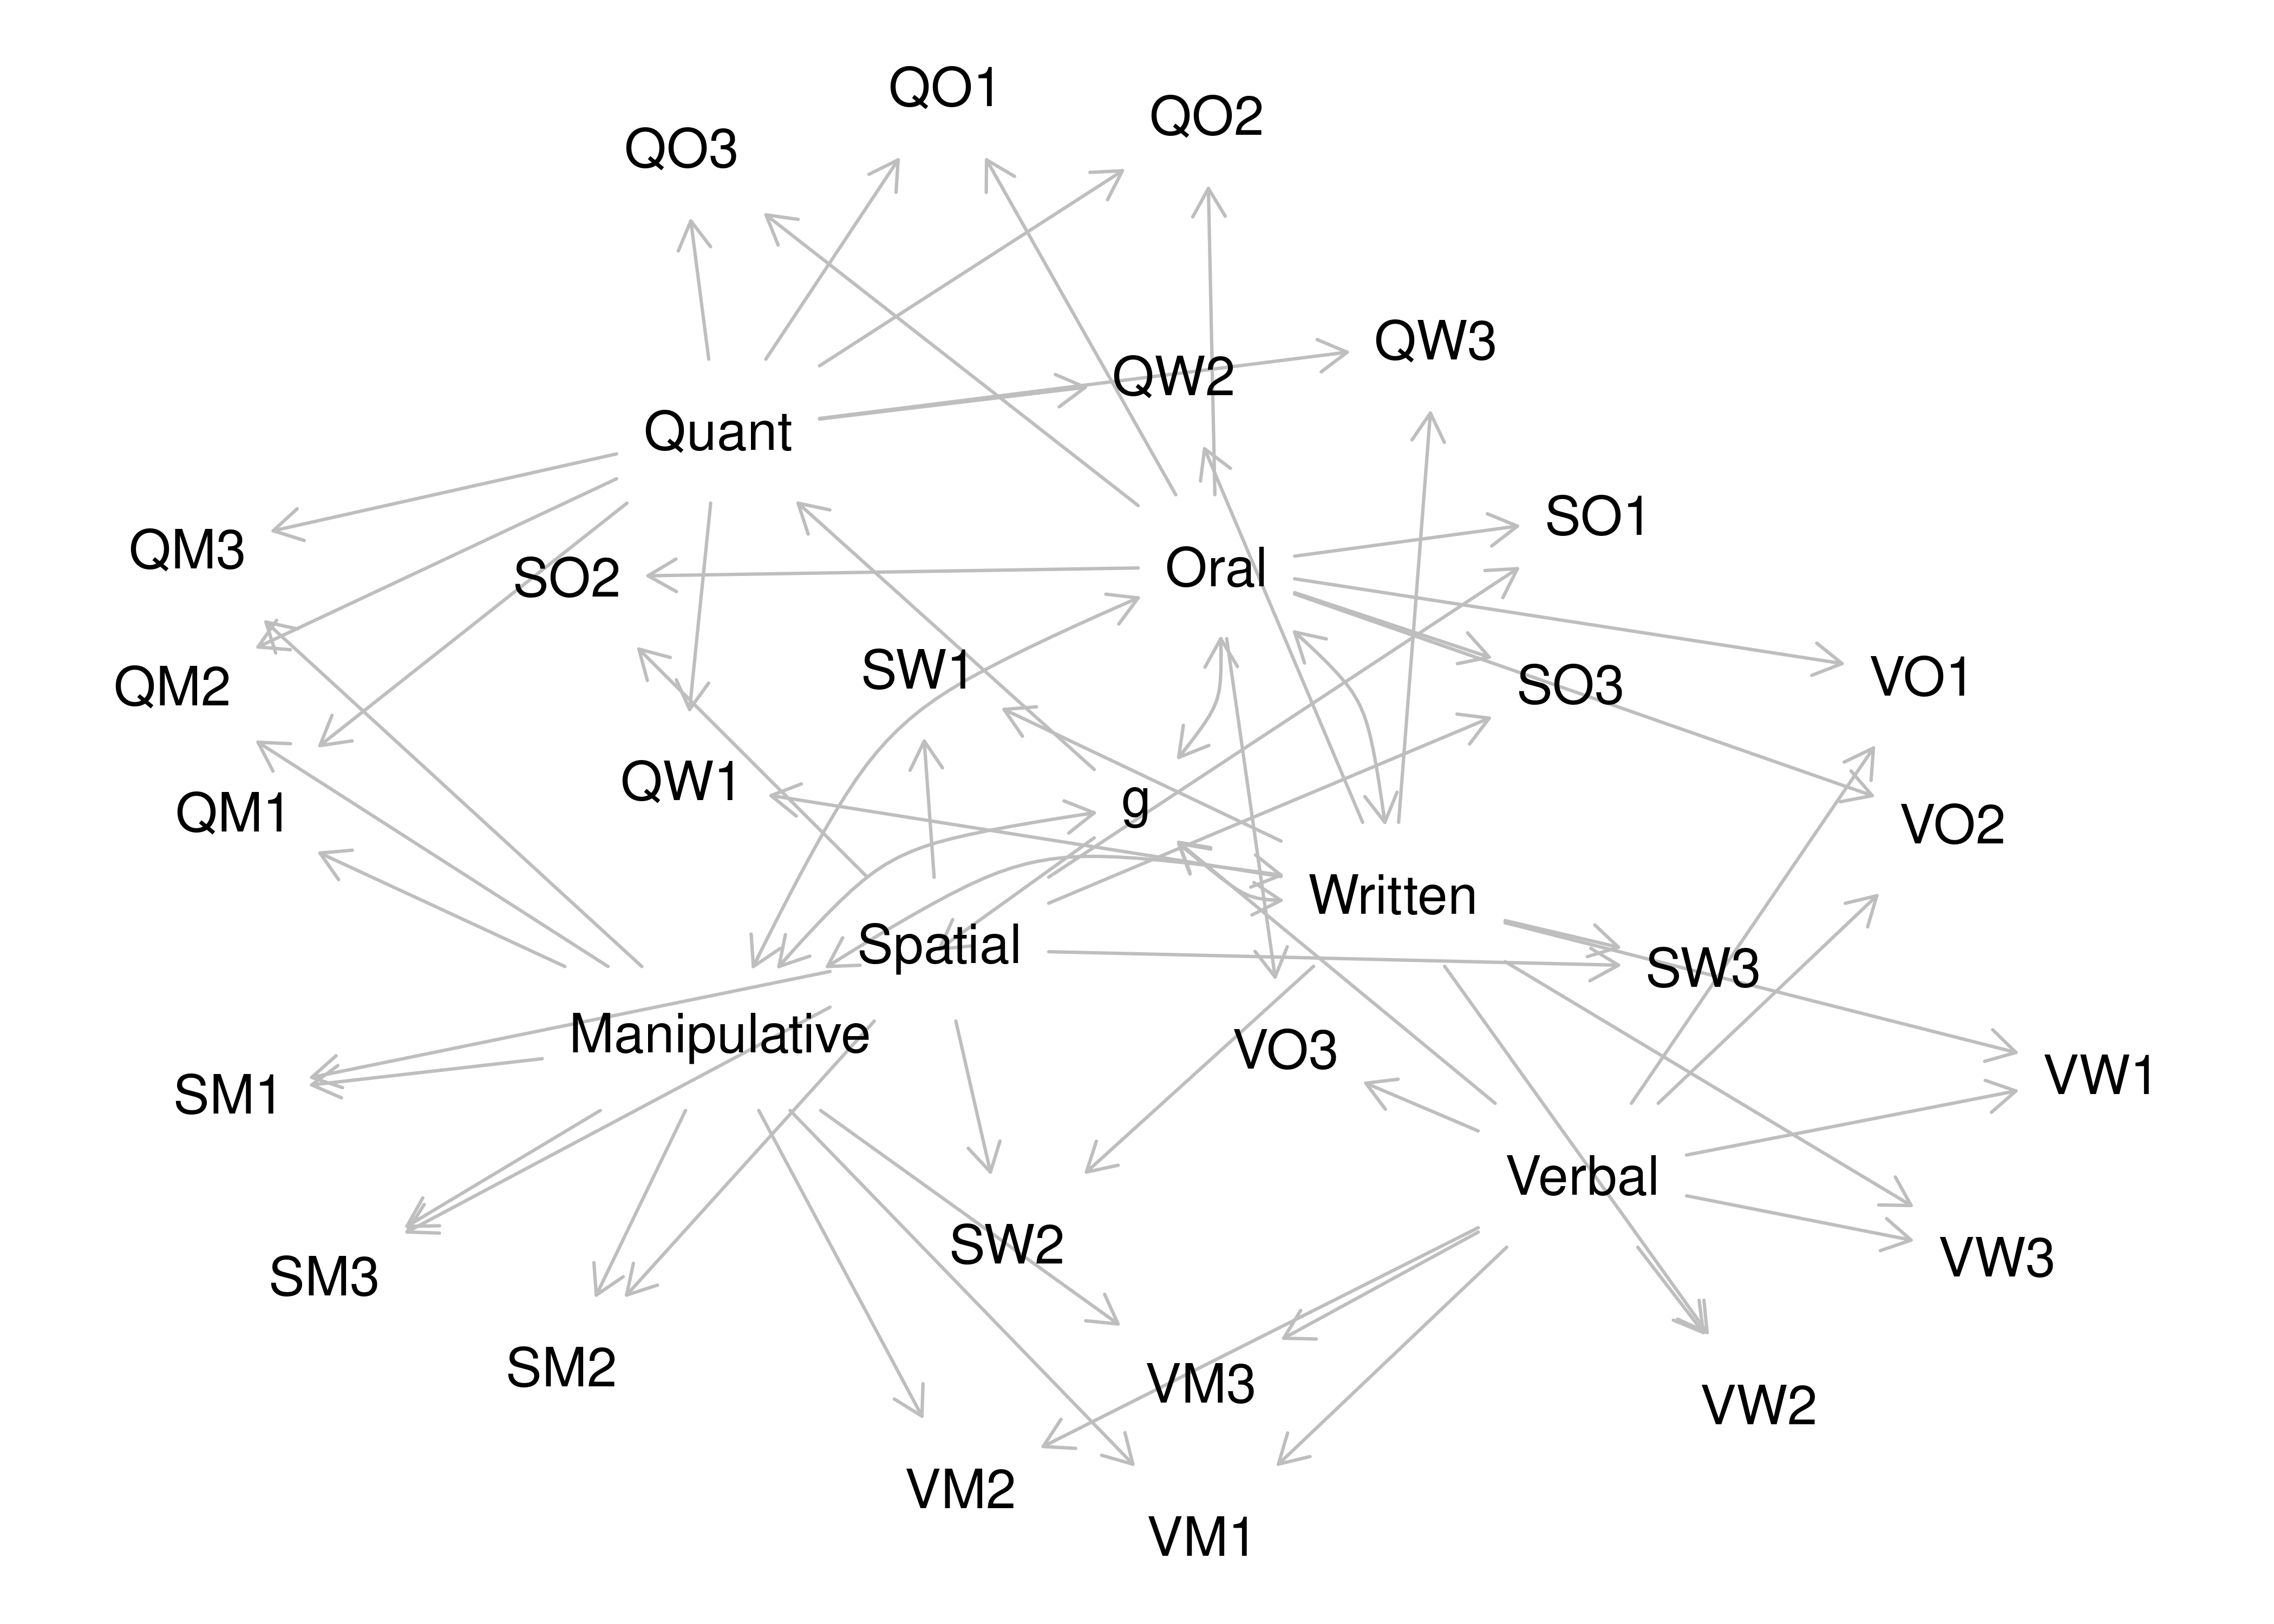 QO1
QO2
QO3
QW3
QW2
Quant
SO1
QM3
SO2
Oral
SW1
SO3
VO1
QM2
QW1
g
QM1
VO2
Written
Spatial
SW3
Manipulative
VO3
SM1
VW1
Verbal
SW2
VW3
SM3
SM2
VM3
VW2
VM2
VM1